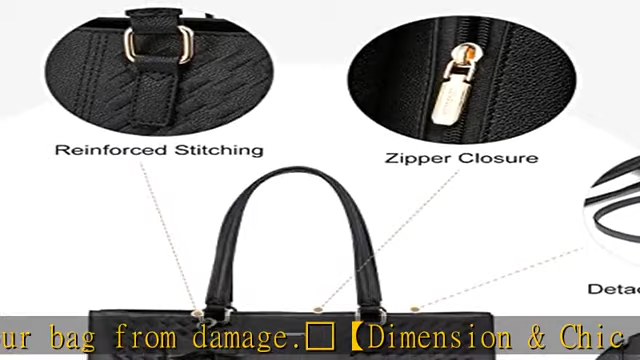 Reinforced Stitching
Zipper Closure
Detac
ur bag from damage.□【Dimension & Chic